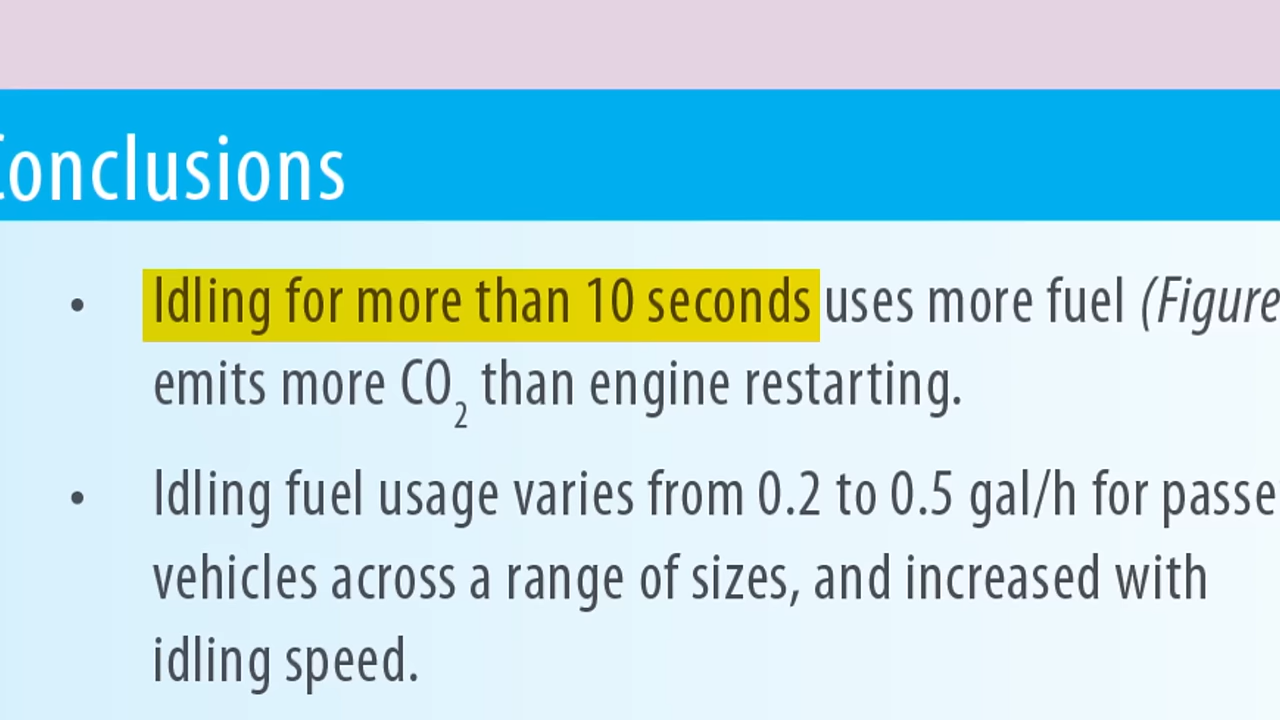 Conclusions
• Idling for more than 10 seconds uses more fuel (Figure
emits more CO₂ than engine restarting.
• Idling fuel usage varies from 0.2 to 0.5 gal/h for passe
vehicles across a range of sizes, and increased with
idling speed.